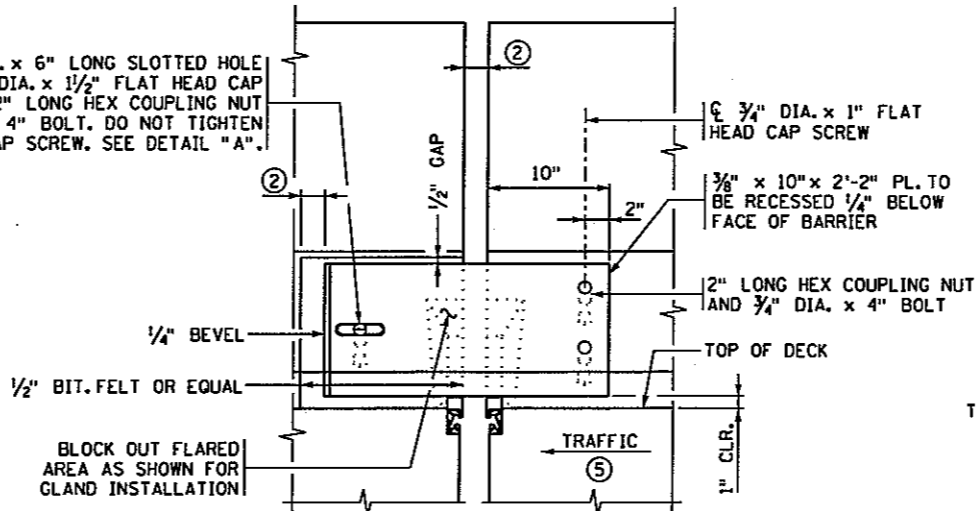 . x 6" LONG SLOTTED HOLE
DIA. x 1½" FLAT HEAD CAP
2" LONG HEX COUPLING NUT
4" BOLT. DO NOT TIGHTEN
AP SCREW. SEE DETAIL "A".
②
②
½" GAP
10"
2"
℄ ¾" DIA. x 1" FLAT
HEAD CAP SCREW
⅜" x 10" x 2'-2" PL. TO
BE RECESSED ¼" BELOW
FACE OF BARRIER
2" LONG HEX COUPLING NUT
AND ¾" DIA. x 4" BOLT
TOP OF DECK
¼" BEVEL
½" BIT. FELT OR EQUAL
BLOCK OUT FLARED
AREA AS SHOWN FOR
GLAND INSTALLATION
TRAFFIC
⑤
1" CLR.
T